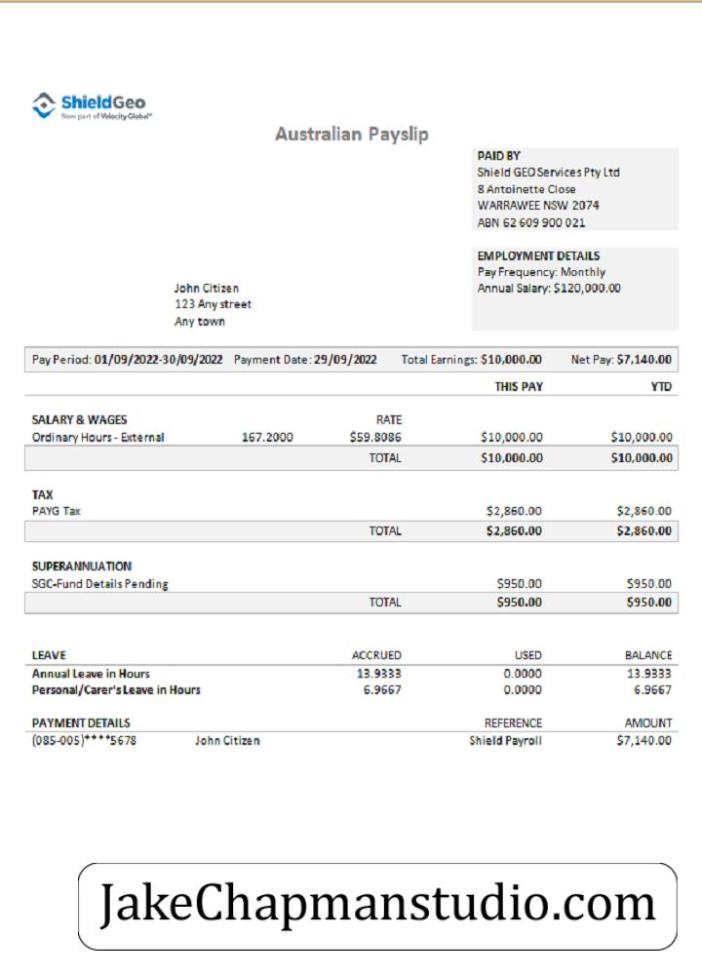 ShieldGeo
Now part of Velocity Global
Australian Payslip
PAID BY
Shield GEO Services Pty Ltd
8 Antoinette Close
WARRAWEE NSW 2074
ABN 62 609 900 021
EMPLOYMENT DETAILS
Pay Frequency: Monthly
Annual Salary: $120,000.00
John Citizen
123 Any street
Any town
Pay Period: 01/09/2022-30/09/2022 Payment Date: 29/09/2022 Total Earnings: $10,000.00 Net Pay: $7,140.00
THIS PAY YTD
SALARY & WAGES RATE
Ordinary Hours - External 167.2000 $59.8086 $10,000.00 $10,000.00
TOTAL $10,000.00 $10,000.00
TAX
PAYG Tax $2,860.00 $2,860.00
TOTAL $2,860.00 $2,860.00
SUPERANNUATION
SGC-Fund Details Pending $950.00 $950.00
TOTAL $950.00 $950.00
LEAVE ACCRUED USED BALANCE
Annual Leave in Hours 13.9333 0.0000 13.9333
Personal/Carer's Leave in Hours 6.9667 0.0000 6.9667
PAYMENT DETAILS REFERENCE AMOUNT
(085-005)****5678 John Citizen Shield Payroll $7,140.00
JakeChapmanstudio.com